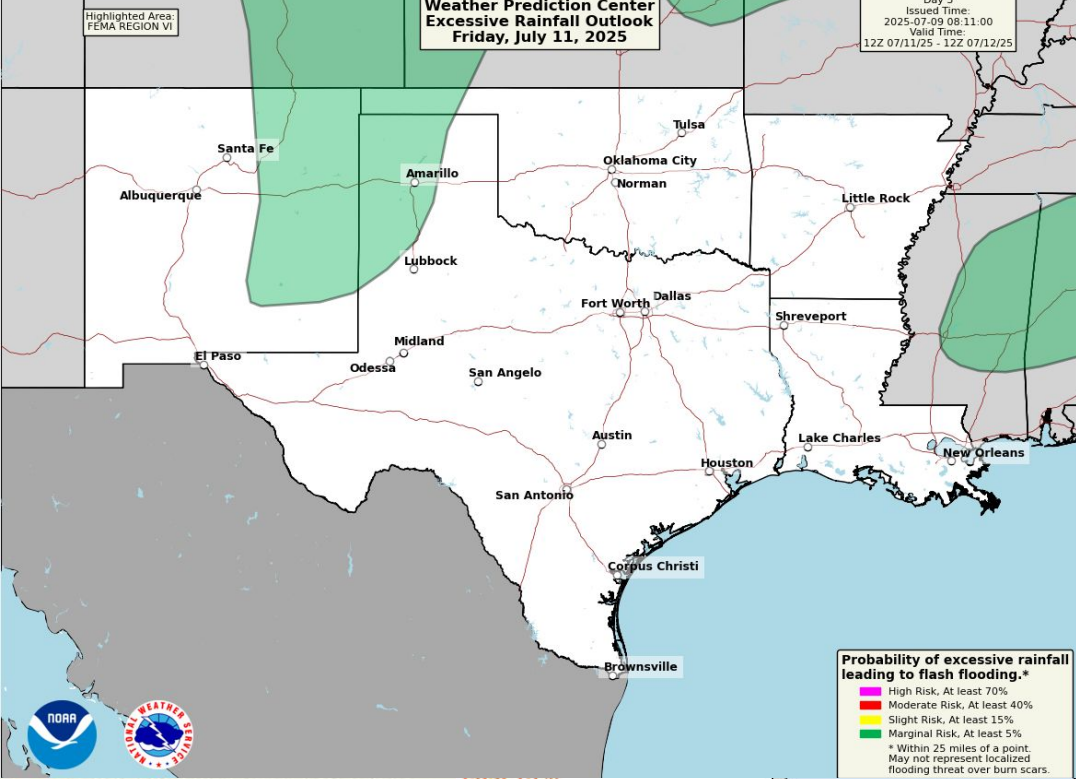 Weather Prediction Center
Excessive Rainfall Outlook
Friday, July 11, 2025
Highlighted Area:
FEMA REGION VI
Issued Time:
2025-07-09 08:11:00
Valid Time:
12Z 07/11/25 - 12Z 07/12/25
Tulsa
Santa Fe
Oklahoma City
Amarillo
Norman
Albuquerque
Little Rock
Lubbock
Fort Worth
Dallas
Shreveport
Midland
El Paso
Odessa
San Angelo
Austin
Lake Charles
New Orleans
Houston
San Antonio
Corpus Christi
Brownsville
Probability of excessive rainfall
leading to flash flooding.*
High Risk, At least 70%
Moderate Risk, At least 40%
Slight Risk, At least 15%
Marginal Risk, At least 5%
* Within 25 miles of a point.
May not represent localized
flooding threat over burn scars.
NOAA
NATIONAL WEATHER SERVICE